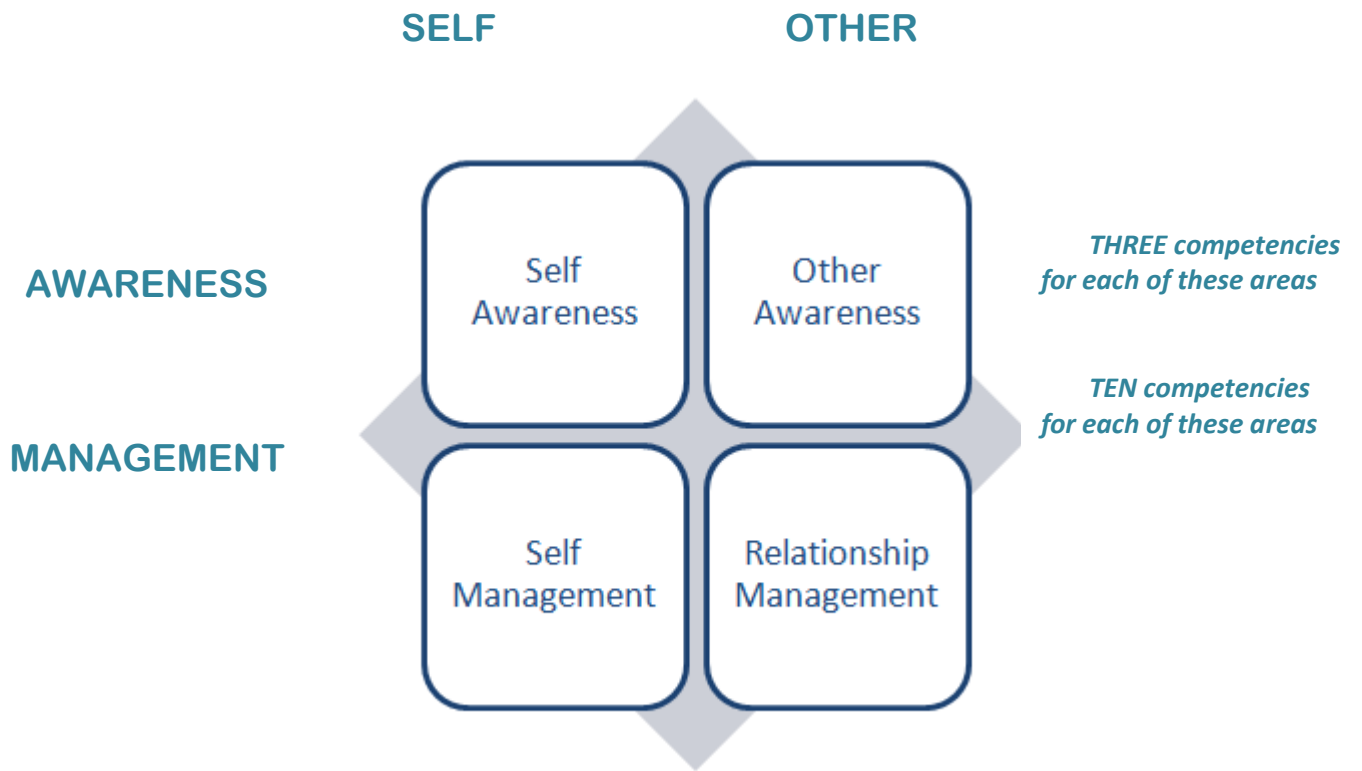 SELF OTHER
AWARENESS
Self
Awareness
Other
Awareness
THREE competencies
for each of these areas
TEN competencies
for each of these areas
MANAGEMENT
Self
Management
Relationship
Management